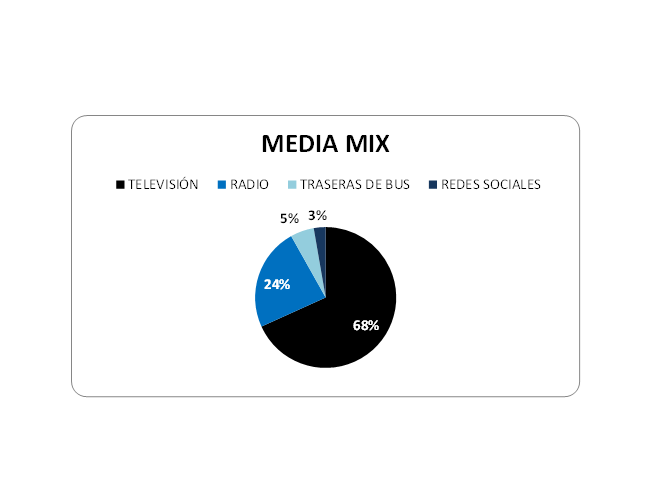 MEDIA MIX
TELEVISIÓN RADIO TRASERAS DE BUS REDES SOCIALES
5% 3%
24%
68%